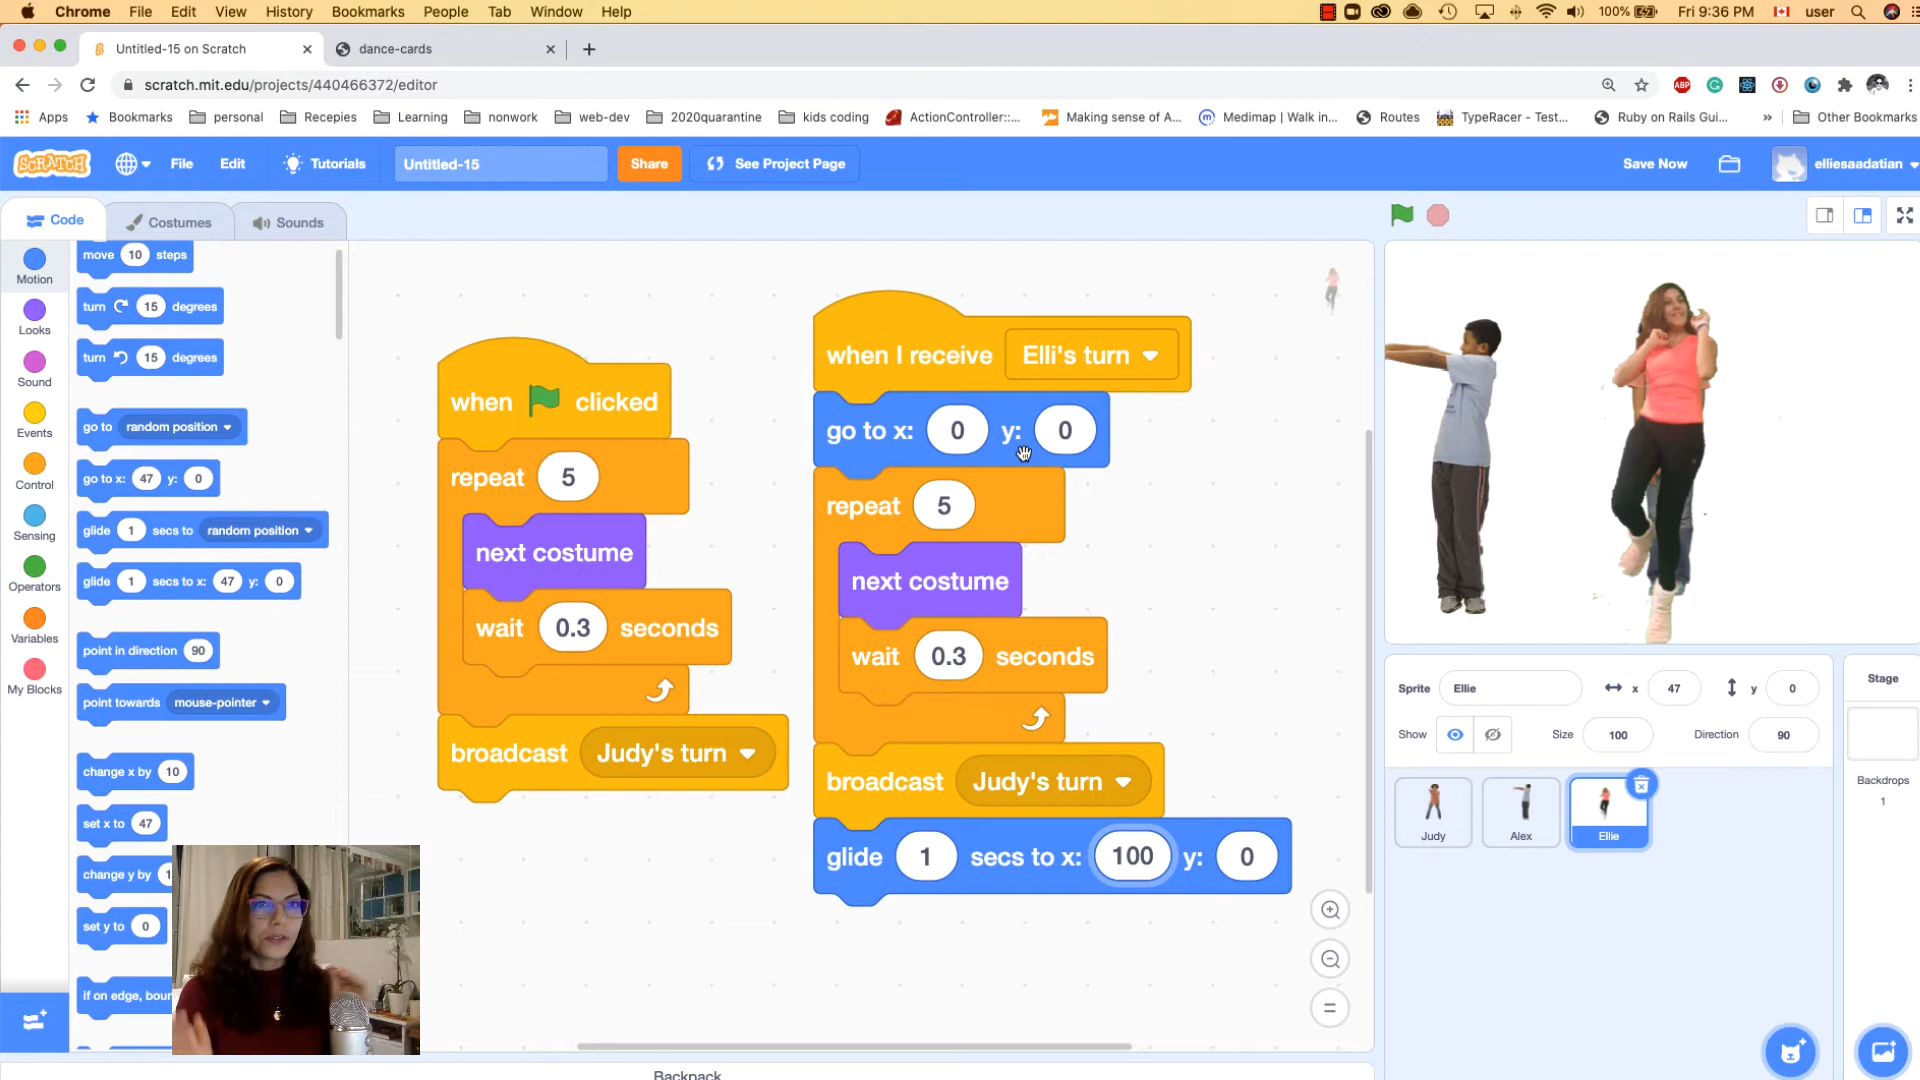 Chrome File Edit View History Bookmarks People Tab Window Help 100% Fri 9:36 PM user
Untitled-15 on Scratch dance-cards
scratch.mit.edu/projects/440466372/editor
Apps Bookmarks personal Recepies Learning nonwork web-dev 2020quarantine kids coding ActionController::... Making sense of A... Medimap | Walk in... Routes TypeRacer - Test... Ruby on Rails Gui... » Other Bookmarks
SCRATCH File Edit Tutorials Untitled-15 Share See Project Page Save Now elliesaadatian
Code Costumes Sounds
Motion
Looks
Sound
Events
Control
Sensing
Operators
Variables
My Blocks
move 10 steps
turn 15 degrees
turn 15 degrees
go to random position
go to x: 47 y: 0
glide 1 secs to random position
glide 1 secs to x: 47 y: 0
point in direction 90
point towards mouse-pointer
change x by 10
set x to 47
change y by 1
set y to 0
if on edge, boun
when clicked
repeat 5
next costume
wait 0.3 seconds
broadcast Judy's turn
when I receive Elli's turn
go to x: 0 y: 0
repeat 5
next costume
wait 0.3 seconds
broadcast Judy's turn
glide 1 secs to x: 100 y: 0
Sprite Ellie x 47 y 0
Show Size 100 Direction 90
Judy Alex Ellie
Stage
Backdrops
1
Backpack